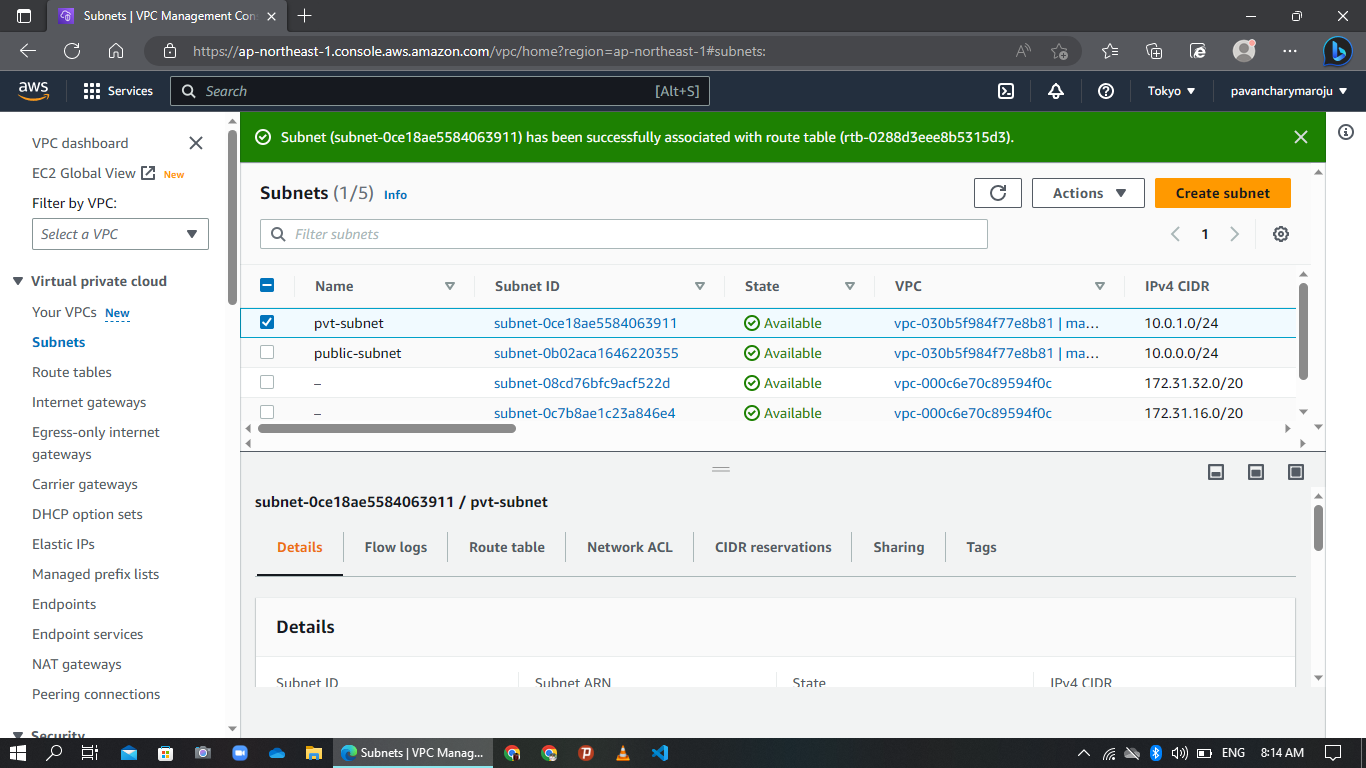 Subnets | VPC Management Con
https://ap-northeast-1.console.aws.amazon.com/vpc/home?region=ap-northeast-1#subnets:
aws
Services
Search
[Alt+S]
Tokyo
pavancharymaroju
VPC dashboard
EC2 Global View New
Filter by VPC:
Select a VPC
Virtual private cloud
Your VPCs New
Subnets
Route tables
Internet gateways
Egress-only internet
gateways
Carrier gateways
DHCP option sets
Elastic IPs
Managed prefix lists
Endpoints
Endpoint services
NAT gateways
Peering connections
Security
Subnet (subnet-0ce18ae5584063911) has been successfully associated with route table (rtb-0288d3eee8b5315d3).
Subnets (1/5) Info
Actions
Create subnet
Filter subnets
1
Name Subnet ID State VPC IPv4 CIDR
pvt-subnet subnet-0ce18ae5584063911 Available vpc-030b5f984f77e8b81 | ma... 10.0.1.0/24
public-subnet subnet-0b02aca1646220355 Available vpc-030b5f984f77e8b81 | ma... 10.0.0.0/24
– subnet-08cd76bfc9acf522d Available vpc-000c6e70c89594f0c 172.31.32.0/20
– subnet-0c7b8ae1c23a846e4 Available vpc-000c6e70c89594f0c 172.31.16.0/20
subnet-0ce18ae5584063911 / pvt-subnet
Details Flow logs Route table Network ACL CIDR reservations Sharing Tags
Details
Subnet ID Subnet ARN State IPv4 CIDR
Subnets | VPC Manag...
ENG
8:14 AM